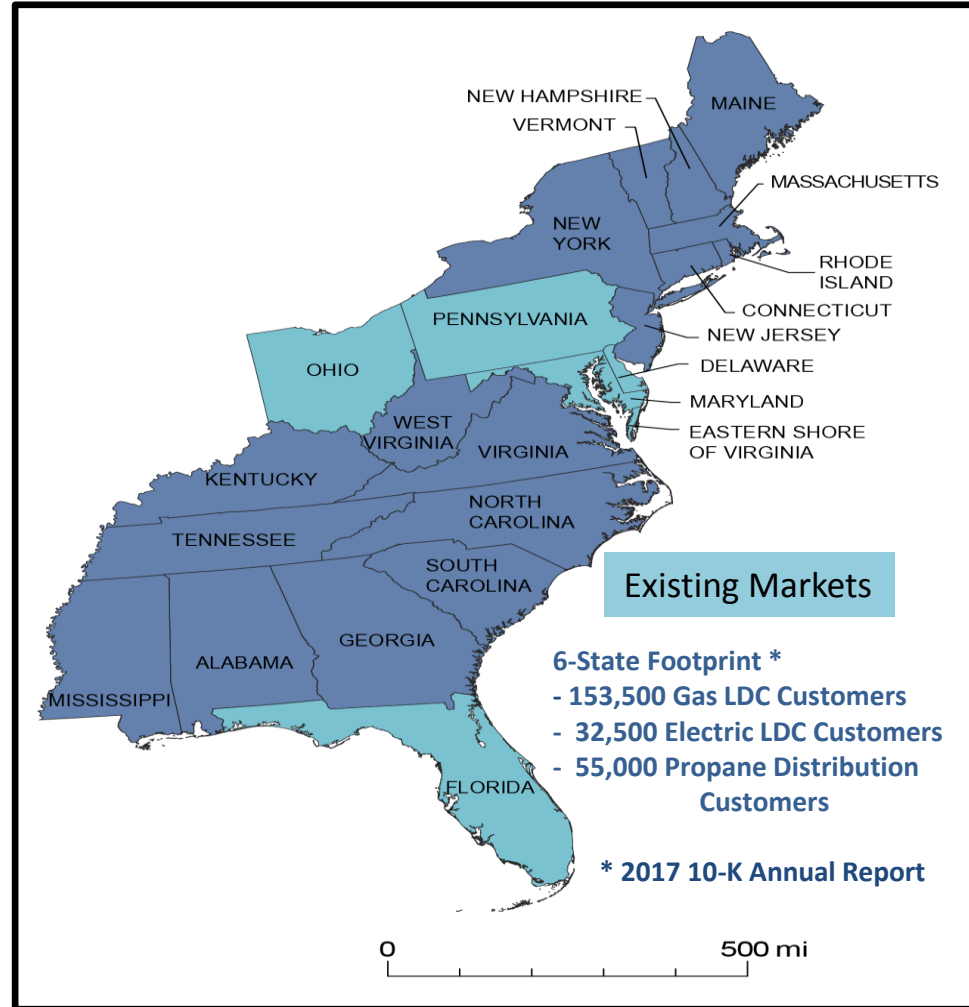 MAINE
NEW HAMPSHIRE
VERMONT
MASSACHUSETTS
NEW
YORK
RHODE
ISLAND
CONNECTICUT
PENNSYLVANIA
NEW JERSEY
OHIO
DELAWARE
MARYLAND
WEST
VIRGINIA
EASTERN SHORE
OF VIRGINIA
VIRGINIA
KENTUCKY
NORTH
CAROLINA
TENNESSEE
SOUTH
CAROLINA
GEORGIA
ALABAMA
MISSISSIPPI
FLORIDA
Existing Markets
6-State Footprint *
- 153,500 Gas LDC Customers
- 32,500 Electric LDC Customers
- 55,000 Propane Distribution
Customers
* 2017 10-K Annual Report
0 500 mi